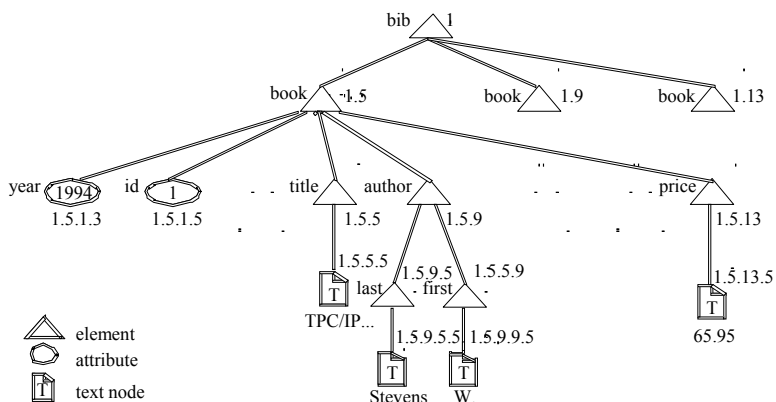 bib 1
book 1.5 book 1.9 book 1.13
year 1994 id 1 title author price
1.5.1.3 1.5.1.5 1.5.5 1.5.9 1.5.13
1.5.5.5 1.5.9.5 1.5.5.9 1.5.13.5
T last first T
TPC/IP... 65.95
element
1.5.9.5.5 1.5.9.9.5
attribute
T T
T text node
Stevens W.